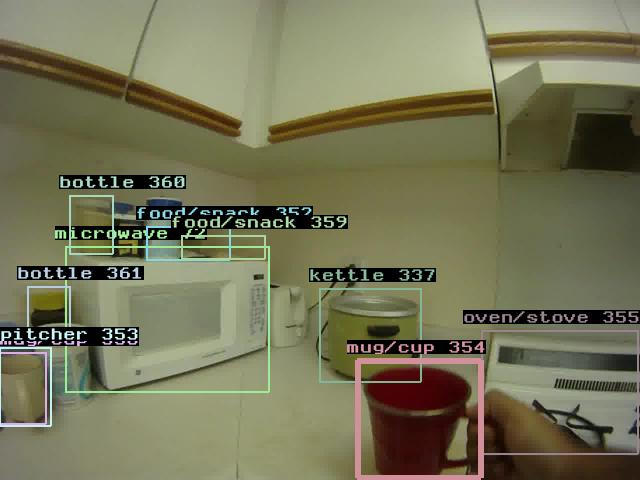 bottle 360
food/snack 352
food/snack 359
microwave 72
bottle 361
kettle 337
oven/stove 355
pitcher 353
mug/cup 354